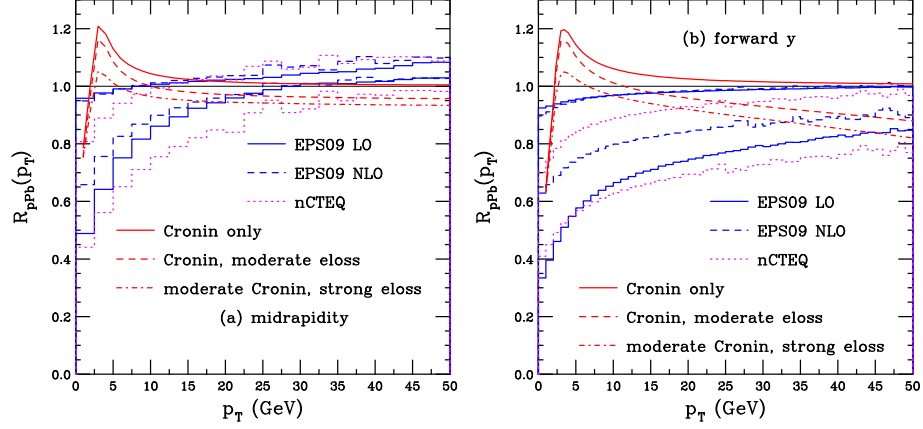 1.2
1.0
0.8
0.6
0.4
0.2
0.0
R_pPb(p_T)
EPS09 LO
EPS09 NLO
nCTEQ
Cronin only
Cronin, moderate eloss
moderate Cronin, strong eloss
(a) midrapidity
0 5 10 15 20 25 30 35 40 45 50
p_T (GeV)
1.2
1.0
0.8
0.6
0.4
0.2
0.0
R_pPb(p_T)
(b) forward y
EPS09 LO
EPS09 NLO
nCTEQ
Cronin only
Cronin, moderate eloss
moderate Cronin, strong eloss
0 5 10 15 20 25 30 35 40 45 50
p_T (GeV)